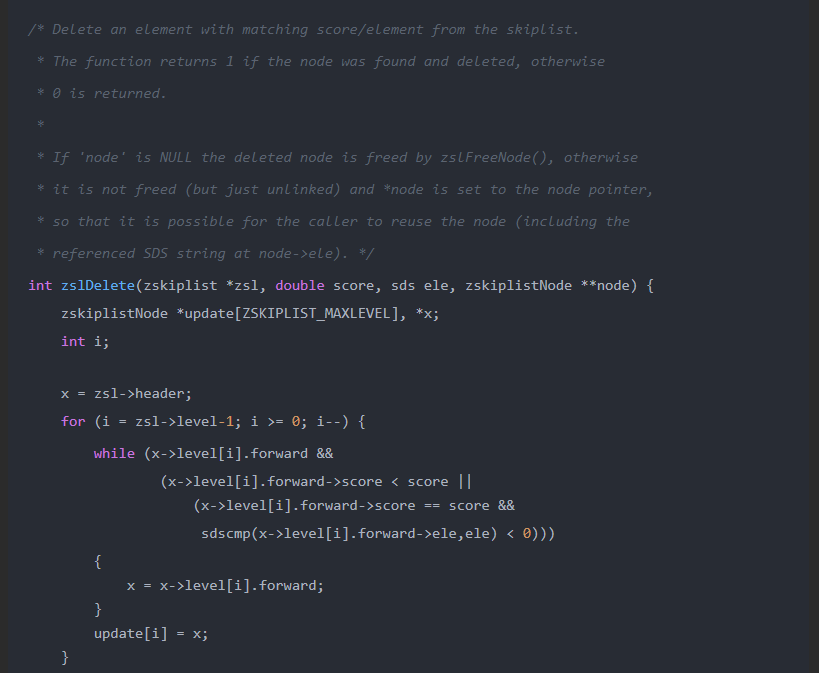 /* Delete an element with matching score/element from the skiplist.
 * The function returns 1 if the node was found and deleted, otherwise
 * 0 is returned.
 *
 * If 'node' is NULL the deleted node is freed by zslFreeNode(), otherwise
 * it is not freed (but just unlinked) and *node is set to the node pointer,
 * so that it is possible for the caller to reuse the node (including the
 * referenced SDS string at node->ele). */
int zslDelete(zskiplist *zsl, double score, sds ele, zskiplistNode **node) {
    zskiplistNode *update[ZSKIPLIST_MAXLEVEL], *x;
    int i;

    x = zsl->header;
    for (i = zsl->level-1; i >= 0; i--) {
        while (x->level[i].forward &&
                (x->level[i].forward->score < score ||
                    (x->level[i].forward->score == score &&
                     sdscmp(x->level[i].forward->ele,ele) < 0)))
        {
            x = x->level[i].forward;
        }
        update[i] = x;
    }